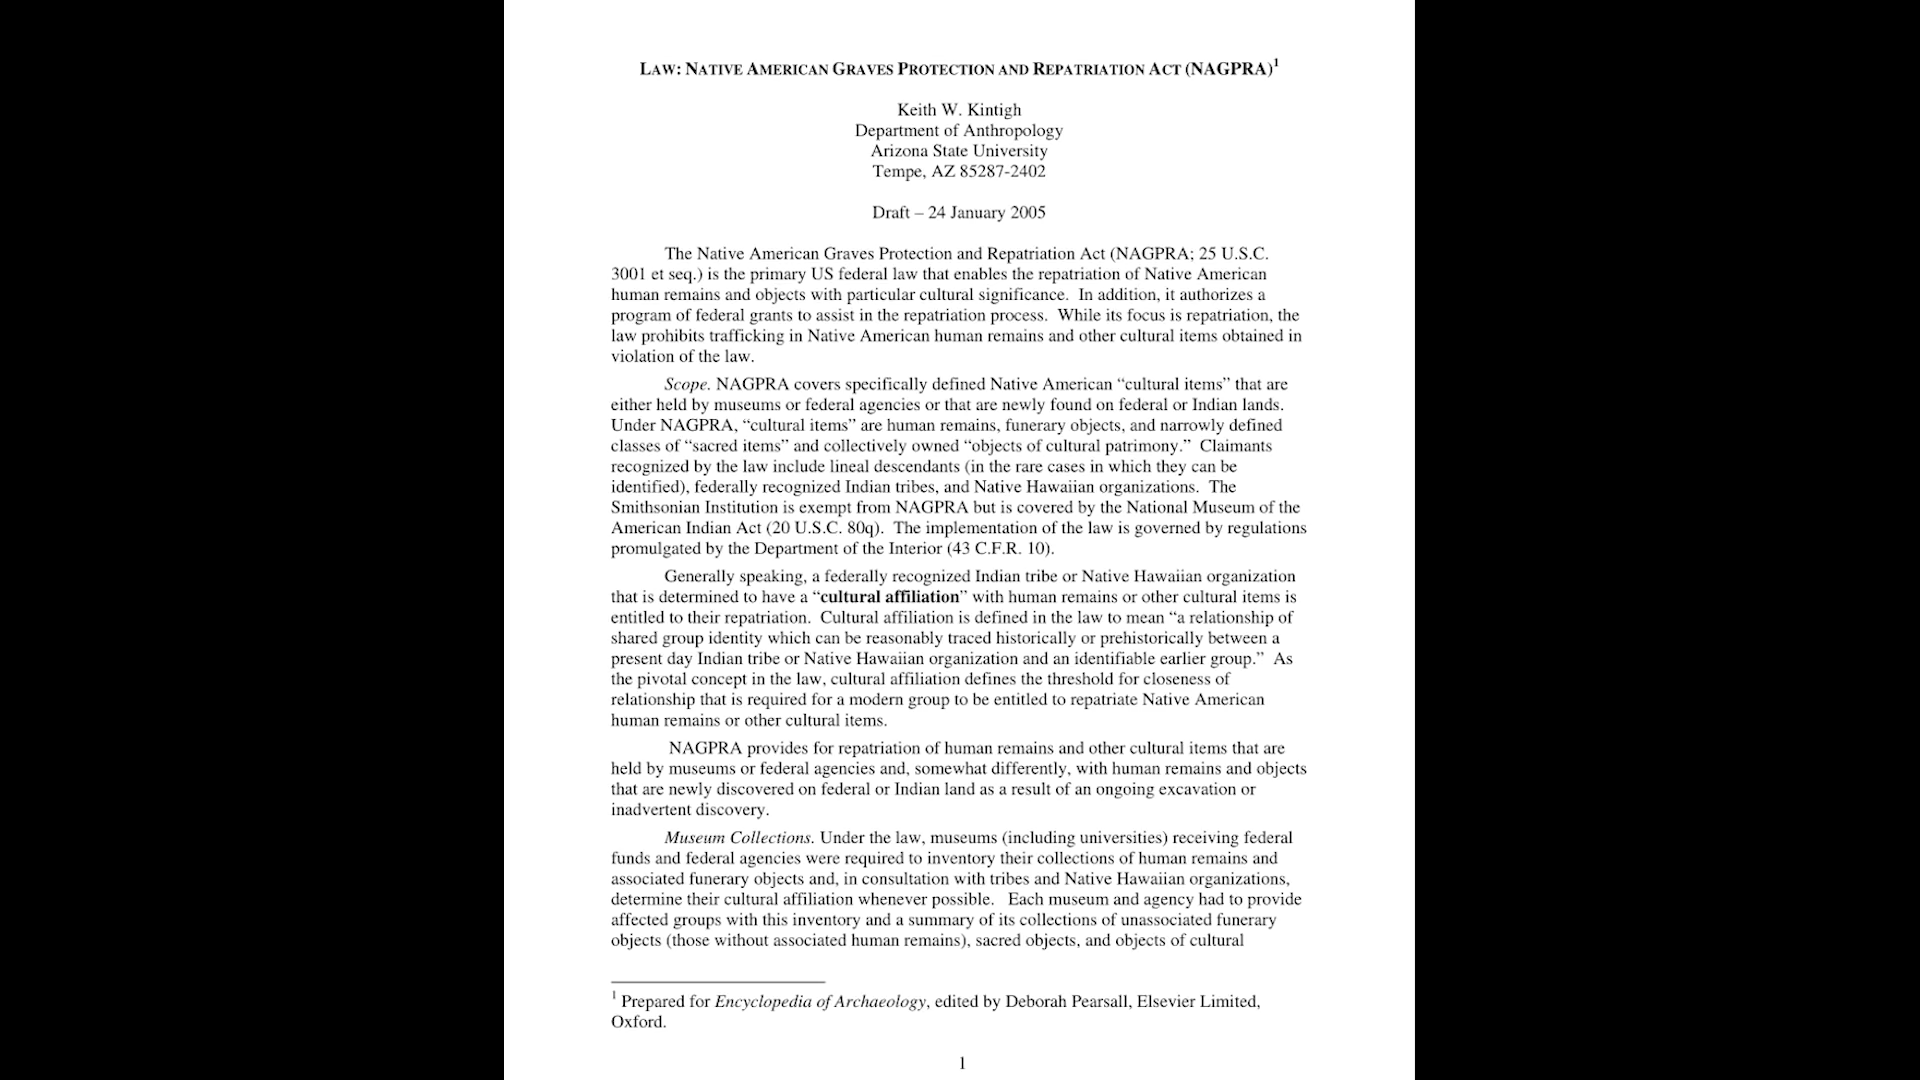 LAW: NATIVE AMERICAN GRAVES PROTECTION AND REPATRIATION ACT (NAGPRA)1
Keith W. Kintigh
Department of Anthropology
Arizona State University
Tempe, AZ 85287-2402
Draft – 24 January 2005
The Native American Graves Protection and Repatriation Act (NAGPRA; 25 U.S.C.
3001 et seq.) is the primary US federal law that enables the repatriation of Native American
human remains and objects with particular cultural significance.  In addition, it authorizes a
program of federal grants to assist in the repatriation process.  While its focus is repatriation, the
law prohibits trafficking in Native American human remains and other cultural items obtained in
violation of the law.
Scope. NAGPRA covers specifically defined Native American “cultural items” that are
either held by museums or federal agencies or that are newly found on federal or Indian lands.
Under NAGPRA, “cultural items” are human remains, funerary objects, and narrowly defined
classes of “sacred items” and collectively owned “objects of cultural patrimony.”  Claimants
recognized by the law include lineal descendants (in the rare cases in which they can be
identified), federally recognized Indian tribes, and Native Hawaiian organizations.  The
Smithsonian Institution is exempt from NAGPRA but is covered by the National Museum of the
American Indian Act (20 U.S.C. 80q).  The implementation of the law is governed by regulations
promulgated by the Department of the Interior (43 C.F.R. 10).
Generally speaking, a federally recognized Indian tribe or Native Hawaiian organization
that is determined to have a “cultural affiliation” with human remains or other cultural items is
entitled to their repatriation.  Cultural affiliation is defined in the law to mean “a relationship of
shared group identity which can be reasonably traced historically or prehistorically between a
present day Indian tribe or Native Hawaiian organization and an identifiable earlier group.”  As
the pivotal concept in the law, cultural affiliation defines the threshold for closeness of
relationship that is required for a modern group to be entitled to repatriate Native American
human remains or other cultural items.
NAGPRA provides for repatriation of human remains and other cultural items that are
held by museums or federal agencies and, somewhat differently, with human remains and objects
that are newly discovered on federal or Indian land as a result of an ongoing excavation or
inadvertent discovery.
Museum Collections. Under the law, museums (including universities) receiving federal
funds and federal agencies were required to inventory their collections of human remains and
associated funerary objects and, in consultation with tribes and Native Hawaiian organizations,
determine their cultural affiliation whenever possible.   Each museum and agency had to provide
affected groups with this inventory and a summary of its collections of unassociated funerary
objects (those without associated human remains), sacred objects, and objects of cultural
1 Prepared for Encyclopedia of Archaeology, edited by Deborah Pearsall, Elsevier Limited,
Oxford.
1